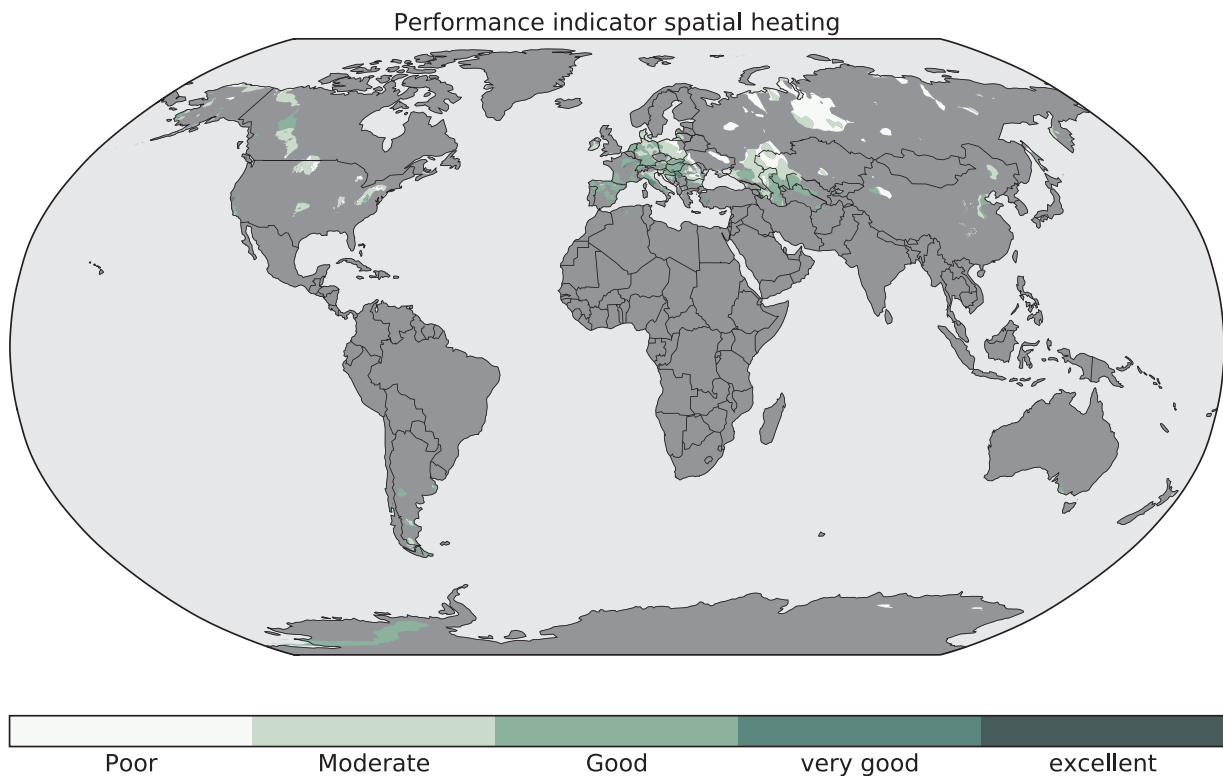 Performance indicator spatial heating
Poor Moderate Good very good excellent